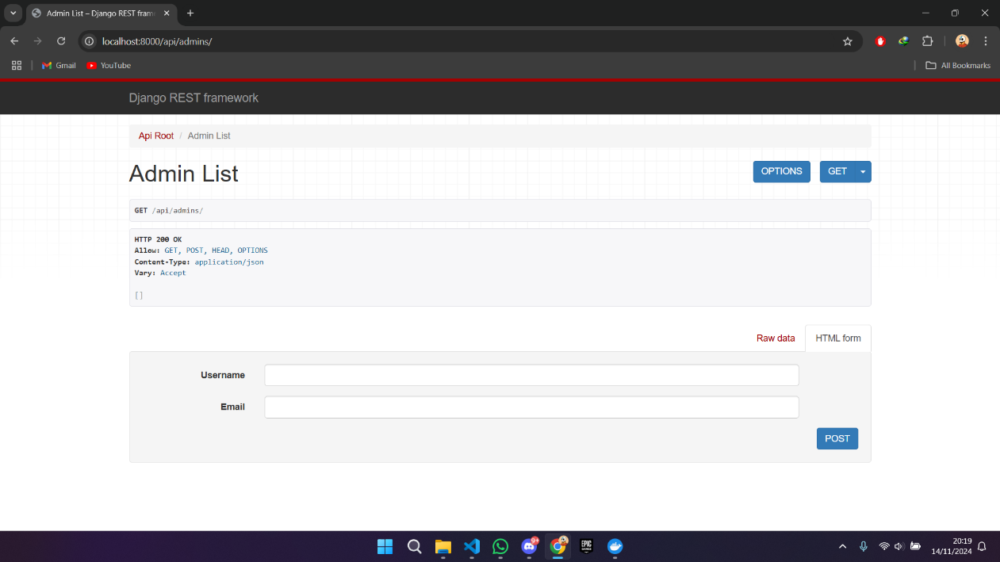 Admin List – Django REST fram
localhost:8000/api/admins/
Gmail
YouTube
All Bookmarks
Django REST framework
Api Root / Admin List
Admin List
OPTIONS
GET
GET /api/admins/
HTTP 200 OK
Allow: GET, POST, HEAD, OPTIONS
Content-Type: application/json
Vary: Accept
[]
Raw data
HTML form
Username
Email
POST
9+
EPIC
GAMES
20:19
14/11/2024